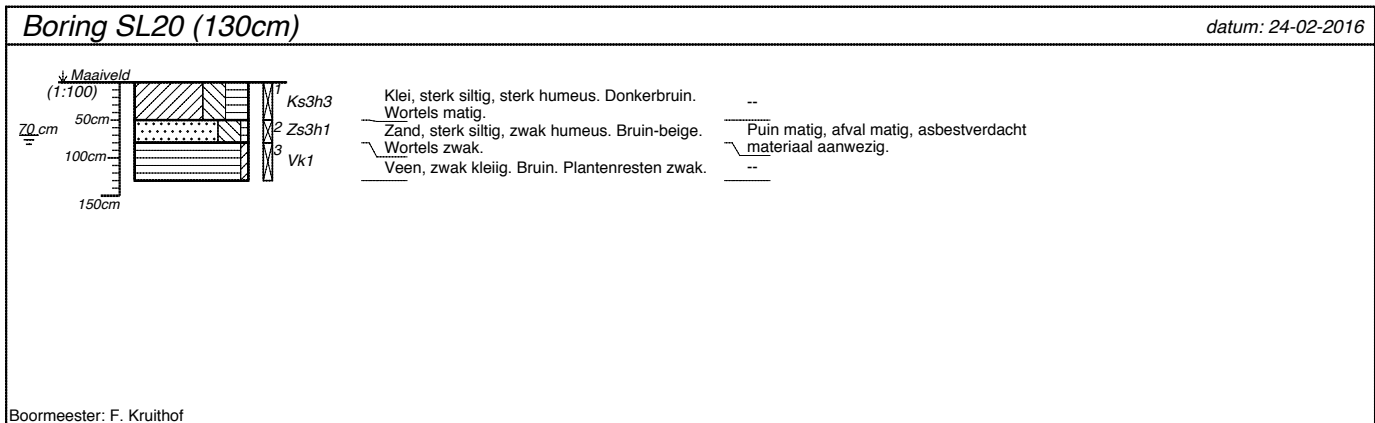 Boring SL20 (130cm)
datum: 24-02-2016
Maaiveld
(1:100)
50cm
70 cm
100cm
150cm
1
Ks3h3
2 Zs3h1
3
Vk1
Klei, sterk siltig, sterk humeus. Donkerbruin.
Wortels matig.
--
Zand, sterk siltig, zwak humeus. Bruin-beige.
Wortels zwak.
Puin matig, afval matig, asbestverdacht
materiaal aanwezig.
Veen, zwak kleiig. Bruin. Plantenresten zwak.
--
Boormeester: F. Kruithof